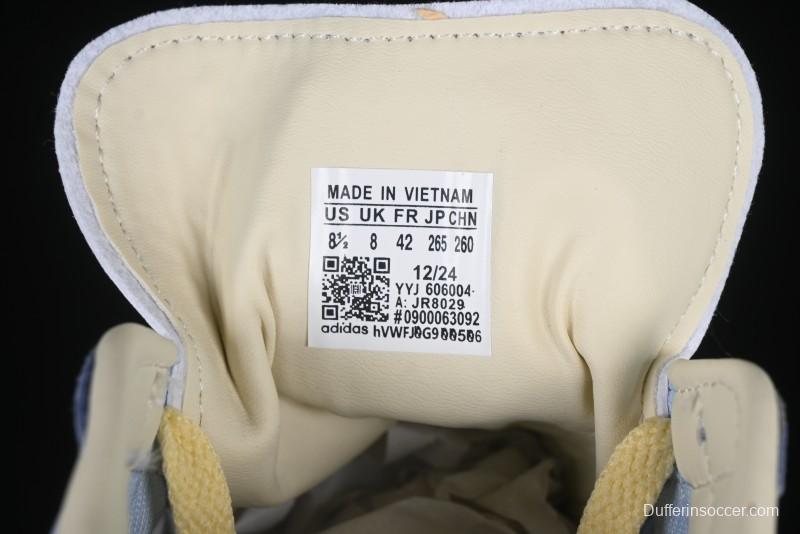 MADE IN VIETNAM
US UK FR JP CHN
8½ 8 42 265 260
12/24
YYJ 606004-
A: JR8029
#0900063092
adidas hVWFJ0G900506
Dufferinsoccer.com